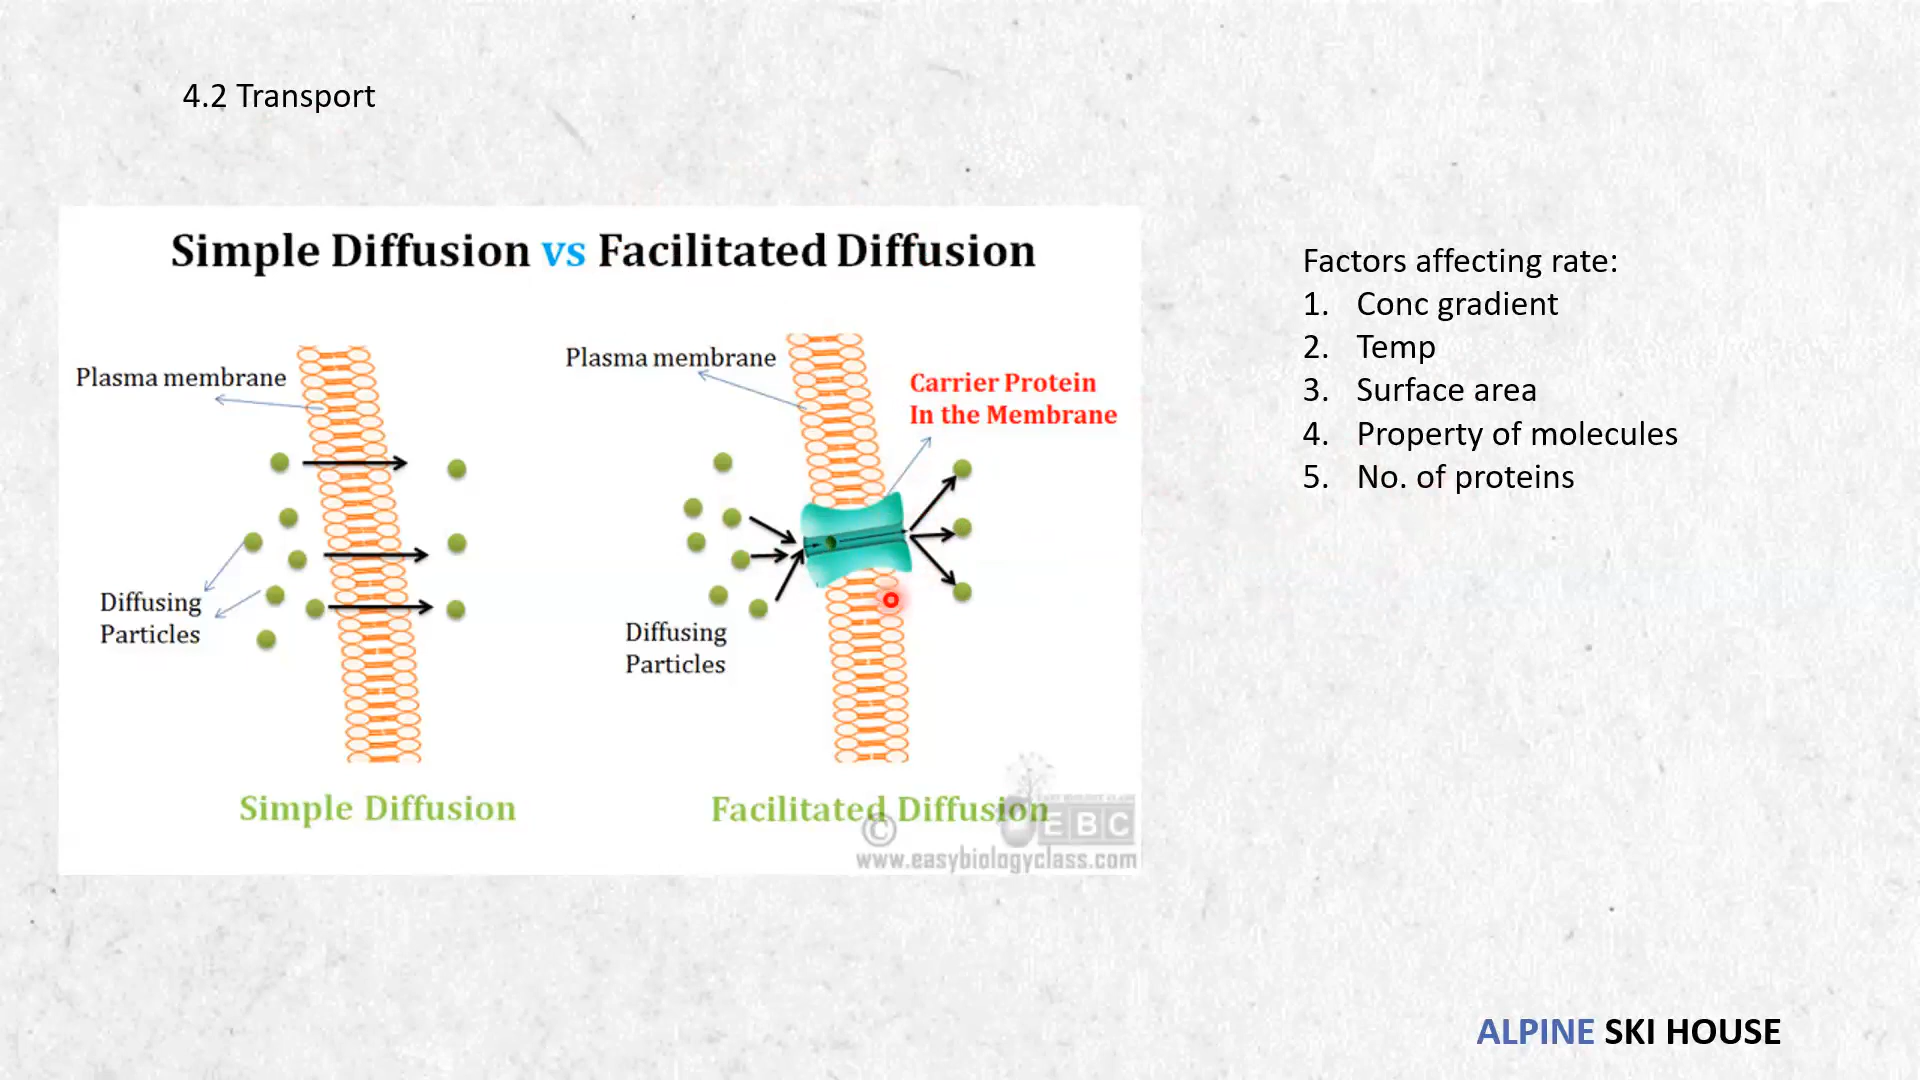 4.2 Transport
Simple Diffusion vs Facilitated Diffusion
Plasma membrane
Diffusing
Particles
Simple Diffusion
Plasma membrane
Carrier Protein
In the Membrane
Diffusing
Particles
Facilitated Diffusion
©
EBC
www.easybiologyclass.com
Factors affecting rate:
1. Conc gradient
2. Temp
3. Surface area
4. Property of molecules
5. No. of proteins
ALPINE SKI HOUSE